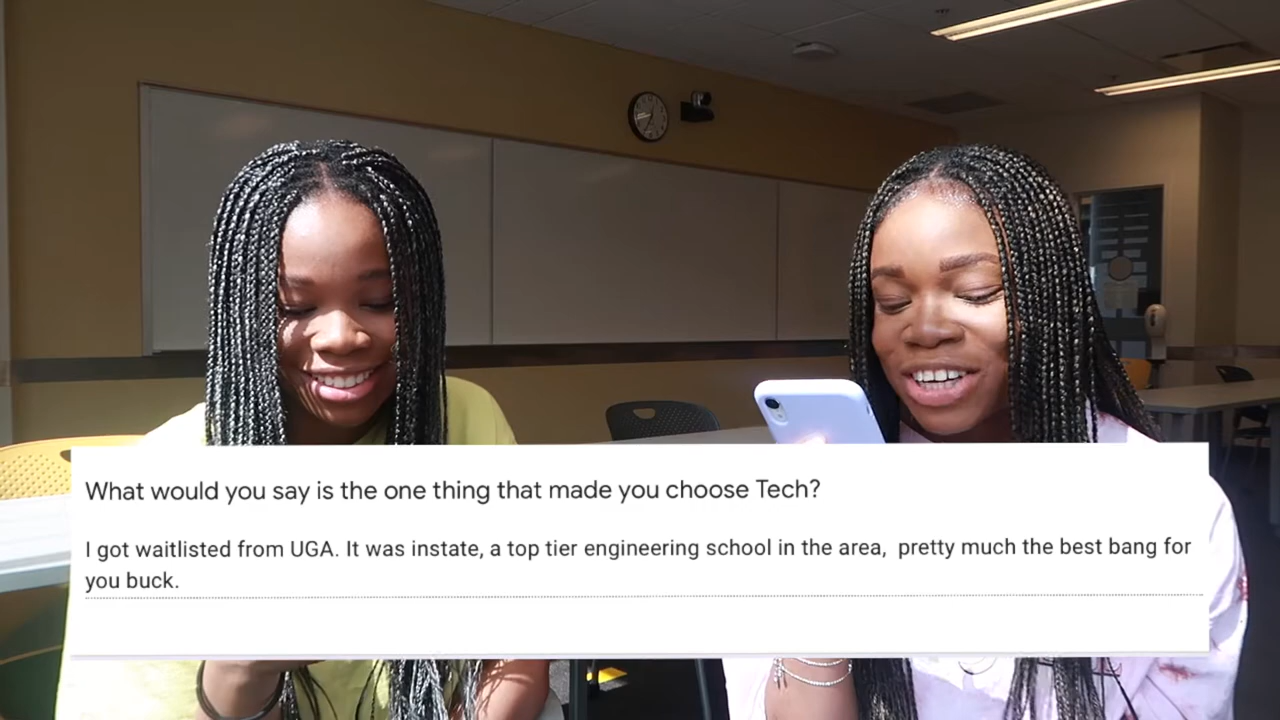 What would you say is the one thing that made you choose Tech?
I got waitlisted from UGA. It was instate, a top tier engineering school in the area, pretty much the best bang for
you buck.